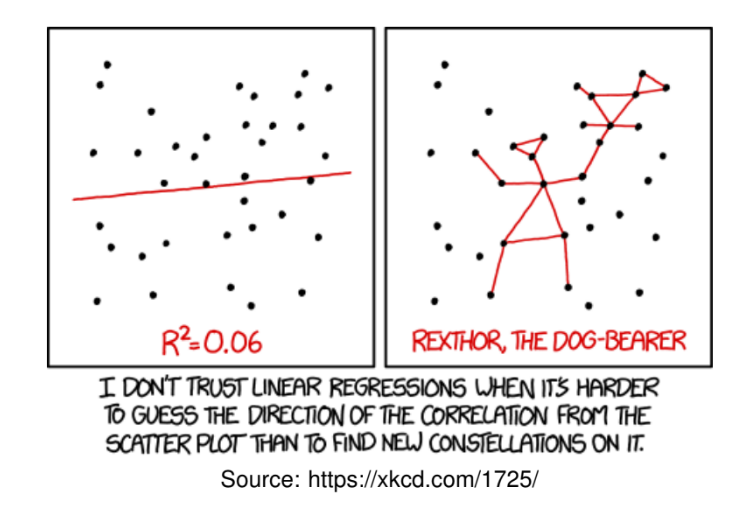 R²=0.06
REXTHOR, THE DOG-BEARER
I DON'T TRUST LINEAR REGRESSIONS WHEN IT'S HARDER
TO GUESS THE DIRECTION OF THE CORRELATION FROM THE
SCATTER PLOT THAN TO FIND NEW CONSTELLATIONS ON IT.
Source: https://xkcd.com/1725/